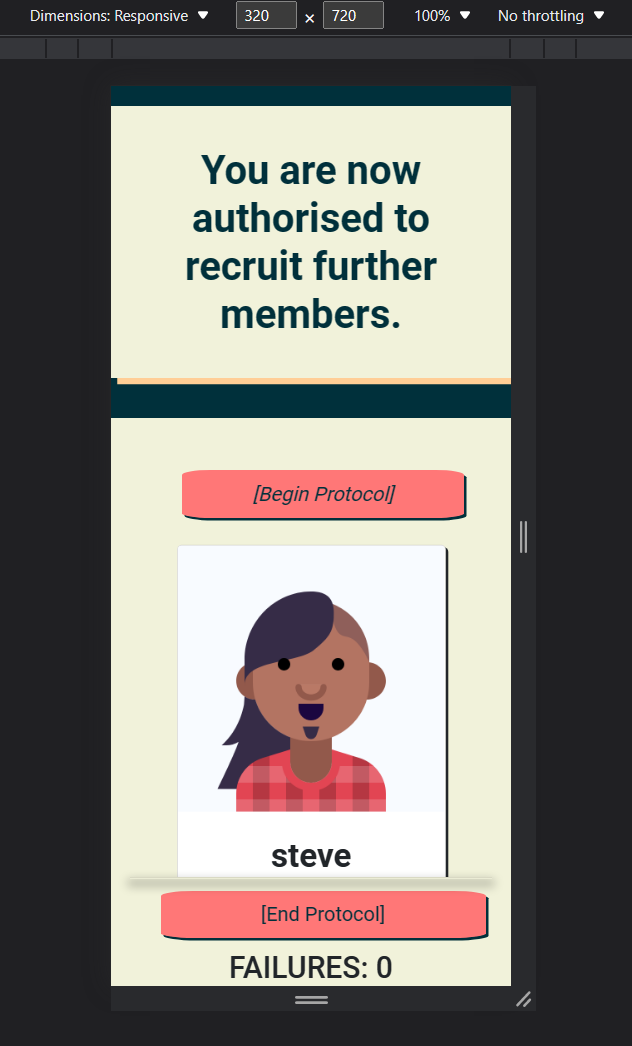 Dimensions: Responsive 320 × 720 100% No throttling
You are now
authorised to
recruit further
members.
[Begin Protocol]
steve
[End Protocol]
FAILURES: 0